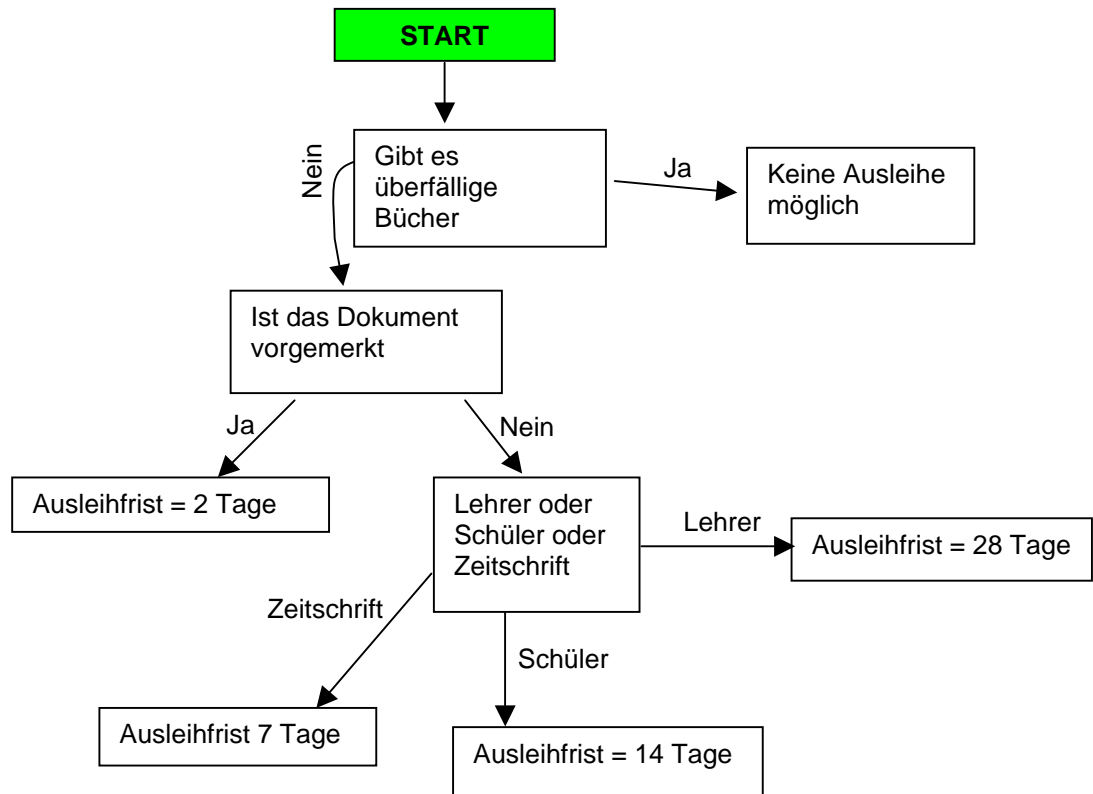 START
Nein
Gibt es
überfällige
Bücher
Ja
Keine Ausleihe
möglich
Ist das Dokument
vorgemerkt
Ja
Nein
Ausleihfrist = 2 Tage
Lehrer oder
Schüler oder
Zeitschrift
Lehrer
Ausleihfrist = 28 Tage
Zeitschrift
Schüler
Ausleihfrist 7 Tage
Ausleihfrist = 14 Tage